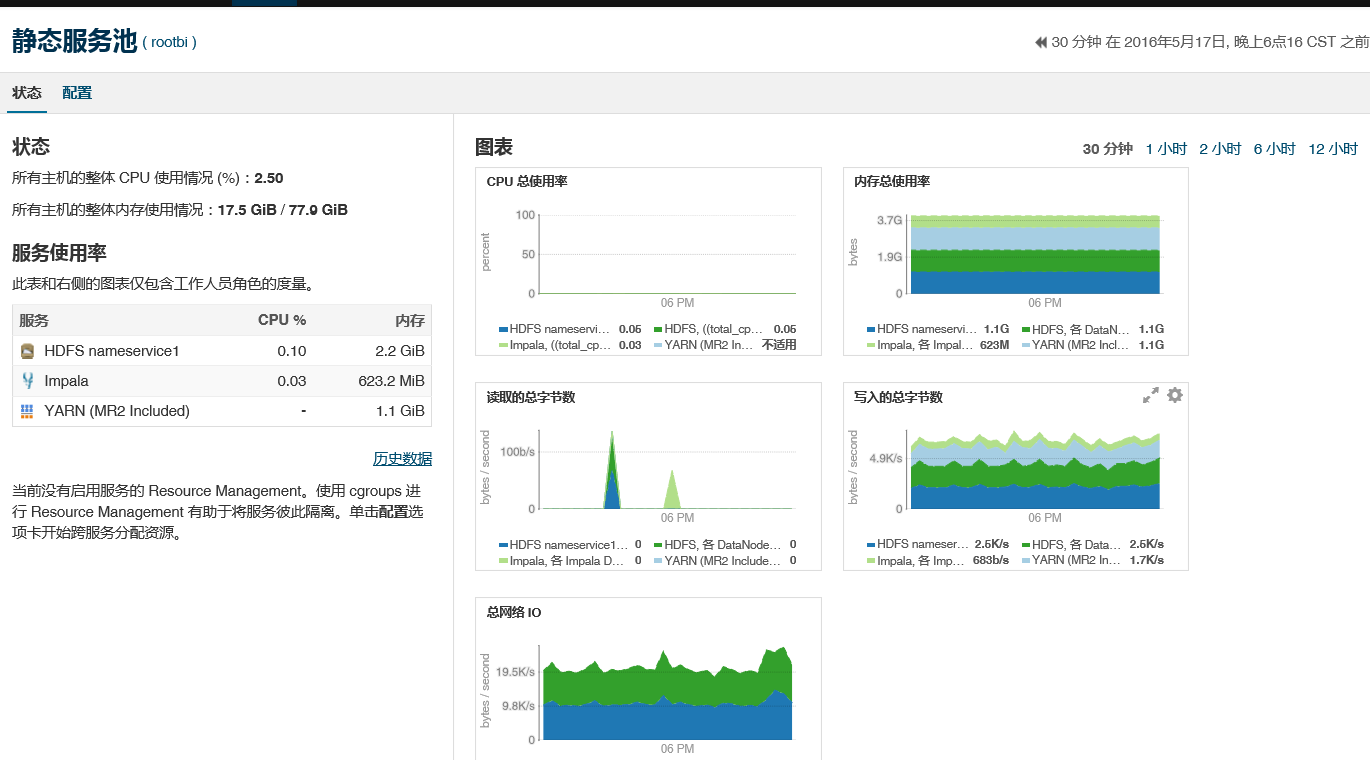 静态服务池 ( rootbi )
30 分钟 在 2016年5月17日, 晚上6点16 CST 之前
状态 配置
状态
所有主机的整体 CPU 使用情况 (%)：2.50
所有主机的整体内存使用情况：17.5 GiB / 77.9 GiB
服务使用率
此表和右侧的图表仅包含工作人员角色的度量。
服务 CPU % 内存
HDFS nameservice1 0.10 2.2 GiB
Impala 0.03 623.2 MiB
YARN (MR2 Included) - 1.1 GiB
历史数据
当前没有启用服务的 Resource Management。使用 cgroups 进
行 Resource Management 有助于将服务彼此隔离。单击配置选
项卡开始跨服务分配资源。
图表
30 分钟 1 小时 2 小时 6 小时 12 小时
CPU 总使用率
percent
100
50
0
06 PM
HDFS nameservi... 0.05 HDFS, ((total_cp... 0.05
Impala, ((total_cp... 0.03 YARN (MR2 In... 不适用
内存总使用率
bytes
3.7G
1.9G
0
06 PM
HDFS nameservi... 1.1G HDFS, 各 DataN... 1.1G
Impala, 各 Impal... 623M YARN (MR2 Incl... 1.1G
读取的总字节数
bytes / second
100b/s
0
06 PM
HDFS nameservice1... 0 HDFS, 各 DataNode... 0
Impala, 各 Impala D... 0 YARN (MR2 Include... 0
写入的总字节数
bytes / second
4.9K/s
0
06 PM
HDFS nameser... 2.5K/s HDFS, 各 Data... 2.5K/s
Impala, 各 Imp... 683b/s YARN (MR2 In... 1.7K/s
总网络 IO
bytes / second
19.5K/s
9.8K/s
0
06 PM